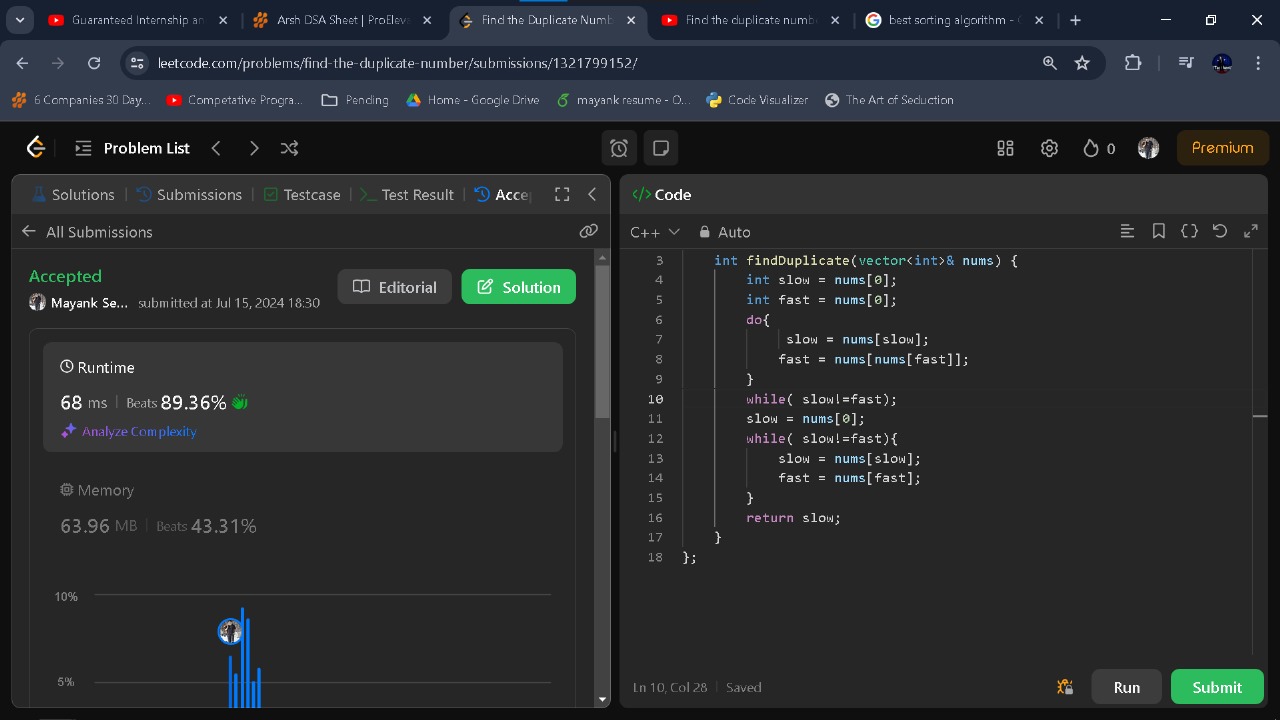 Guaranteed Internship an
Arsh DSA Sheet | ProEleva
Find the Duplicate Numb
Find the duplicate numb
best sorting algorithm -
leetcode.com/problems/find-the-duplicate-number/submissions/1321799152/
6 Companies 30 Day...
Competative Progra...
Pending
Home - Google Drive
mayank resume - O...
Code Visualizer
The Art of Seduction
Problem List
0
Premium
Solutions
Submissions
Testcase
Test Result
Acce
</> Code
All Submissions
C++
Auto
Accepted
Mayank Se... submitted at Jul 15, 2024 18:30
Editorial
Solution
Runtime
68 ms | Beats 89.36%
Analyze Complexity
Memory
63.96 MB | Beats 43.31%
10%
5%
3 int findDuplicate(vector<int>& nums) {
4 int slow = nums[0];
5 int fast = nums[0];
6 do{
7 slow = nums[slow];
8 fast = nums[nums[fast]];
9 }
10 while( slow!=fast);
11 slow = nums[0];
12 while( slow!=fast){
13 slow = nums[slow];
14 fast = nums[fast];
15 }
16 return slow;
17 }
18 };
Ln 10, Col 28 | Saved
Run
Submit